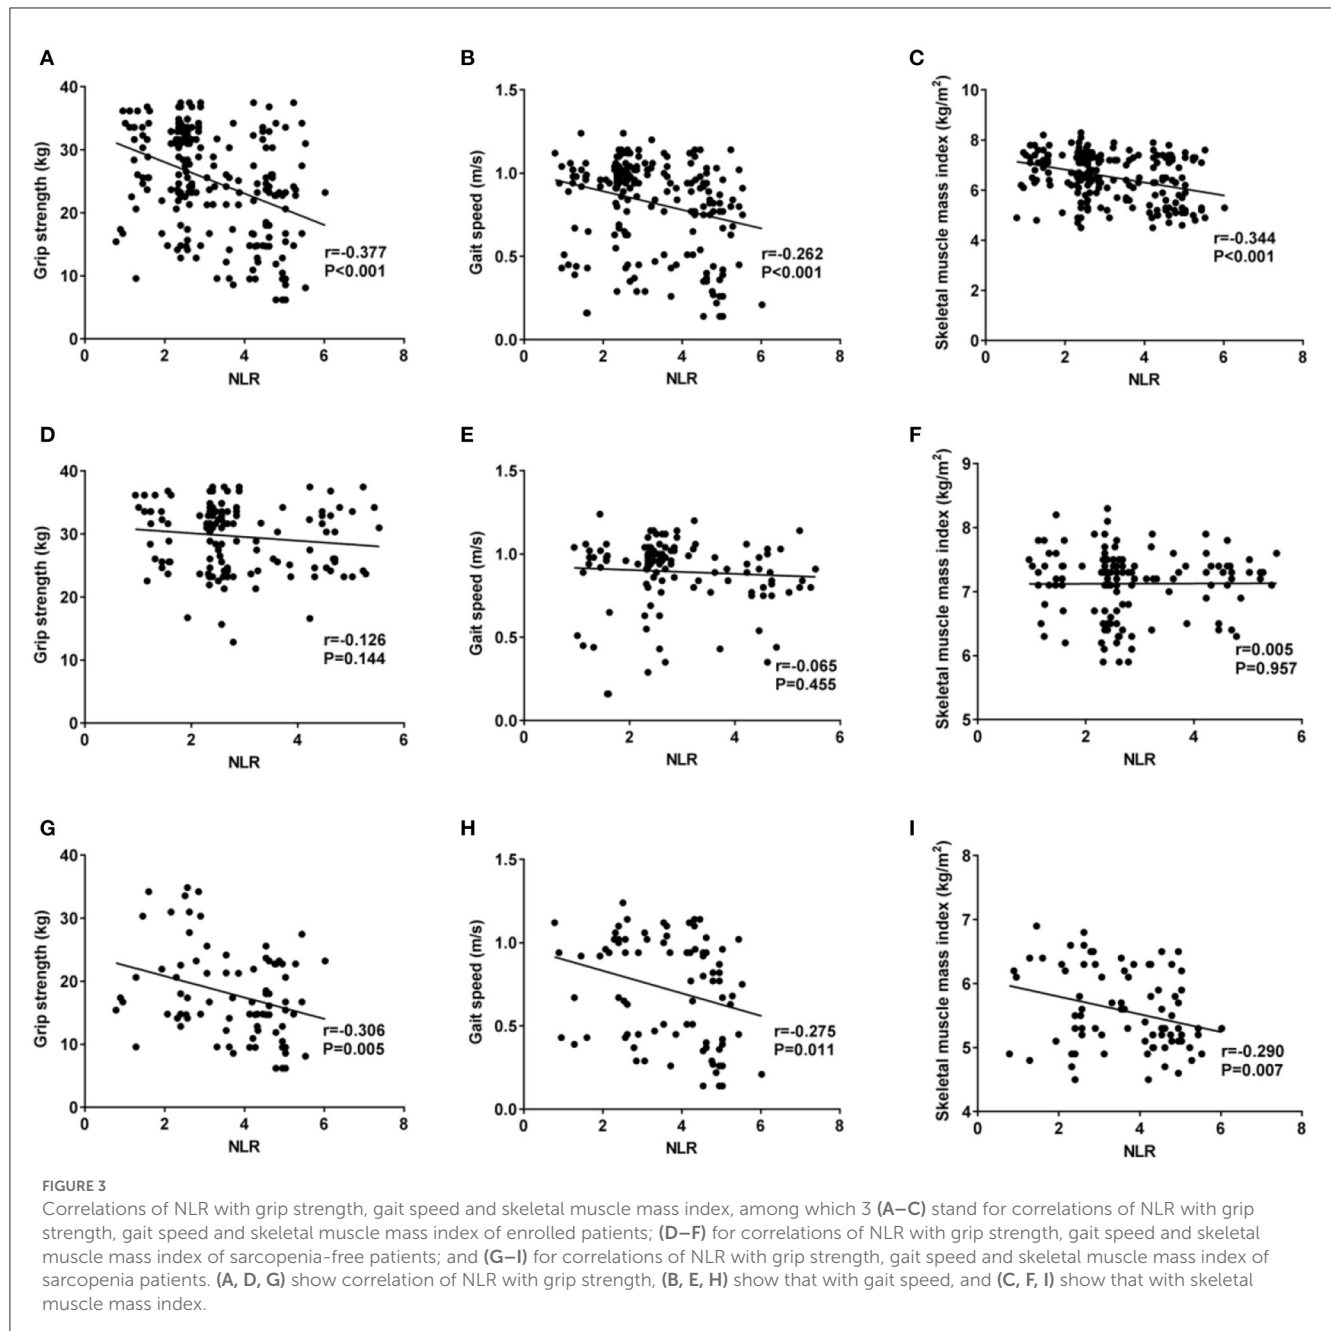 A
B
C
Grip strength (kg)
40
30
20
10
0
0 2 4 6 8
NLR
r=-0.377
P<0.001
Gait speed (m/s)
1.5
1.0
0.5
0.0
0 2 4 6 8
NLR
r=-0.262
P<0.001
Skeletal muscle mass index (kg/m²)
10
8
6
4
2
0
0 2 4 6 8
NLR
r=-0.344
P<0.001
D
E
F
Grip strength (kg)
40
30
20
10
0
0 2 4 6
NLR
r=-0.126
P=0.144
Gait speed (m/s)
1.5
1.0
0.5
0.0
0 2 4 6
NLR
r=-0.065
P=0.455
Skeletal muscle mass index (kg/m²)
9
8
7
6
5
0 2 4 6
NLR
r=0.005
P=0.957
G
H
I
Grip strength (kg)
40
30
20
10
0
0 2 4 6 8
NLR
r=-0.306
P=0.005
Gait speed (m/s)
1.5
1.0
0.5
0.0
0 2 4 6 8
NLR
r=-0.275
P=0.011
Skeletal muscle mass index (kg/m²)
8
7
6
5
4
0 2 4 6 8
NLR
r=-0.290
P=0.007
FIGURE 3
Correlations of NLR with grip strength, gait speed and skeletal muscle mass index, among which 3 (A–C) stand for correlations of NLR with grip
strength, gait speed and skeletal muscle mass index of enrolled patients; (D–F) for correlations of NLR with grip strength, gait speed and skeletal
muscle mass index of sarcopenia-free patients; and (G–I) for correlations of NLR with grip strength, gait speed and skeletal muscle mass index of
sarcopenia patients. (A, D, G) show correlation of NLR with grip strength, (B, E, H) show that with gait speed, and (C, F, I) show that with skeletal
muscle mass index.